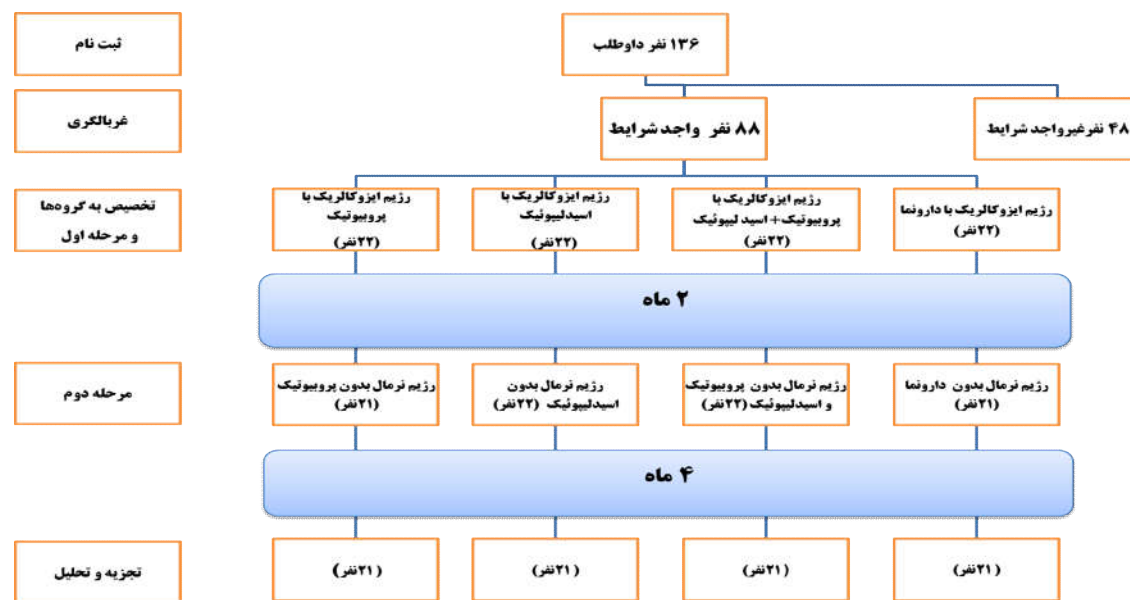 ثبت نام
۱۳۶ نفر داوطلب
غربالگری
۴۸ نفرغیرواجد شرایط
۸۸ نفر واجد شرایط
تخصیص به گروه‌ها
و مرحله اول
رژیم ایزوکالریک با دارونما
(۲۲نفر)
رژیم ایزوکالریک با
پروبیوتیک+ اسید لیپوئیک
(۲۲نفر)
رژیم ایزوکالریک با
اسیدلیپوئیک
(۲۲نفر)
رژیم ایزوکالریک با
پروبیوتیک
(۲۲نفر)
۲ ماه
مرحله دوم
رژیم نرمال بدون دارونما
(۲۱نفر)
رژیم نرمال بدون پروبیوتیک
و اسیدلیپوئیک (۲۲نفر)
رژیم نرمال بدون
اسیدلیپوئیک (۲۲نفر)
رژیم نرمال بدون پروبیوتیک
(۲۱نفر)
۴ ماه
تجزیه و تحلیل
(۲۱نفر)
(۲۱نفر)
(۲۱نفر)
(۲۱نفر)